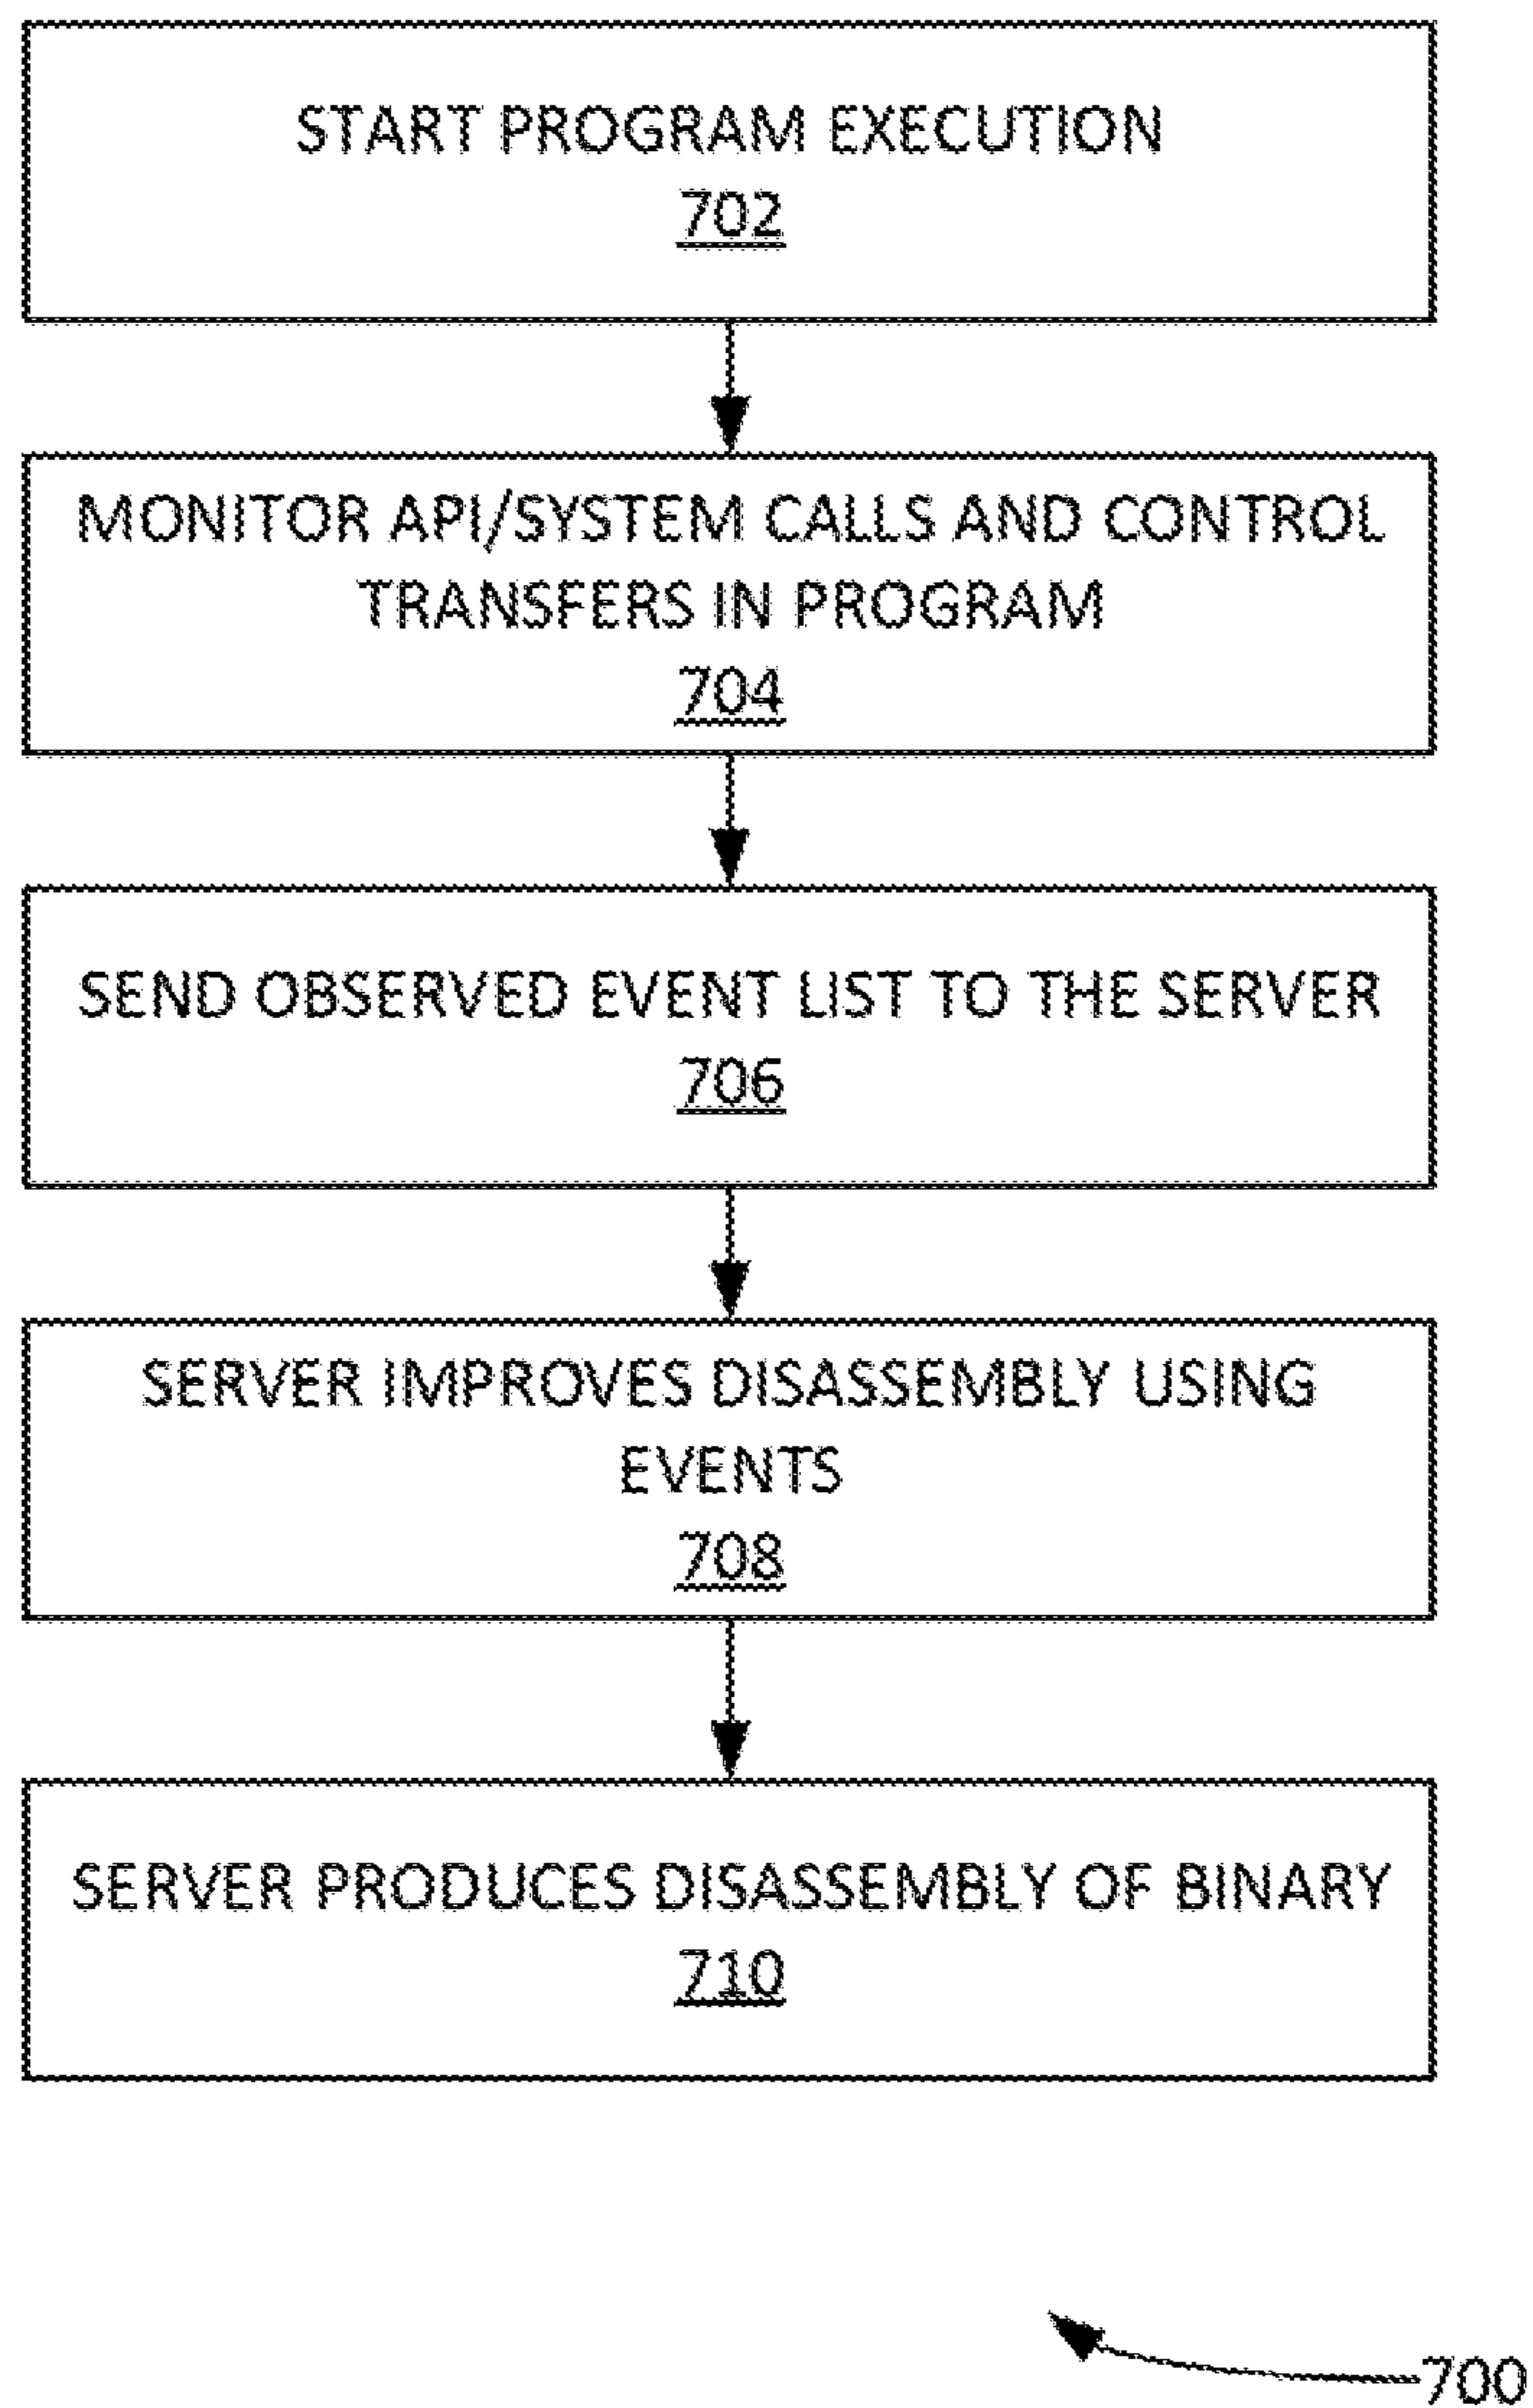 START PROGRAM EXECUTION
702
MONITOR API/SYSTEM CALLS AND CONTROL
TRANSFERS IN PROGRAM
704
SEND OBSERVED EVENT LIST TO THE SERVER
706
SERVER IMPROVES DISASSEMBLY USING
EVENTS
708
SERVER PRODUCES DISASSEMBLY OF BINARY
710
700